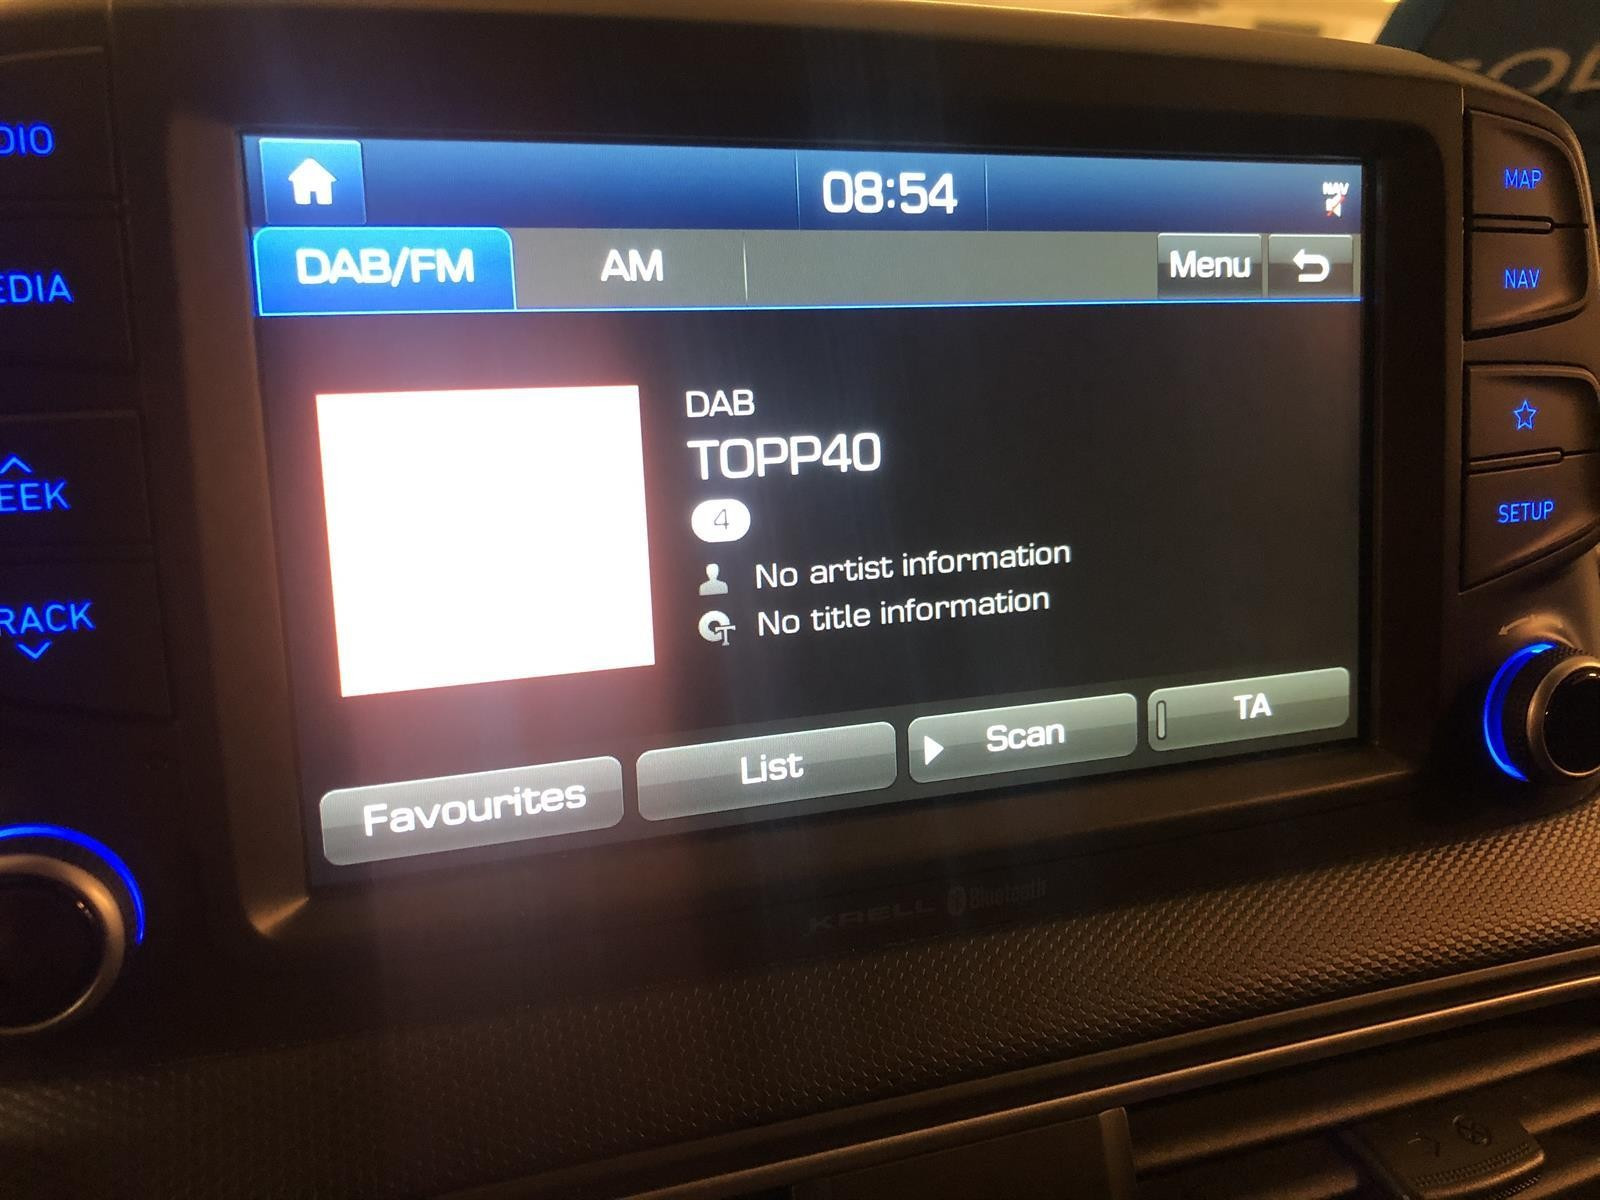 08:54
NAV
DAB/FM
AM
Menu
DAB
TOPP40
4
No artist information
No title information
Favourites
List
Scan
TA
KRELL Bluetooth
DIO
EDIA
EEK
RACK
MAP
NAV
SETUP